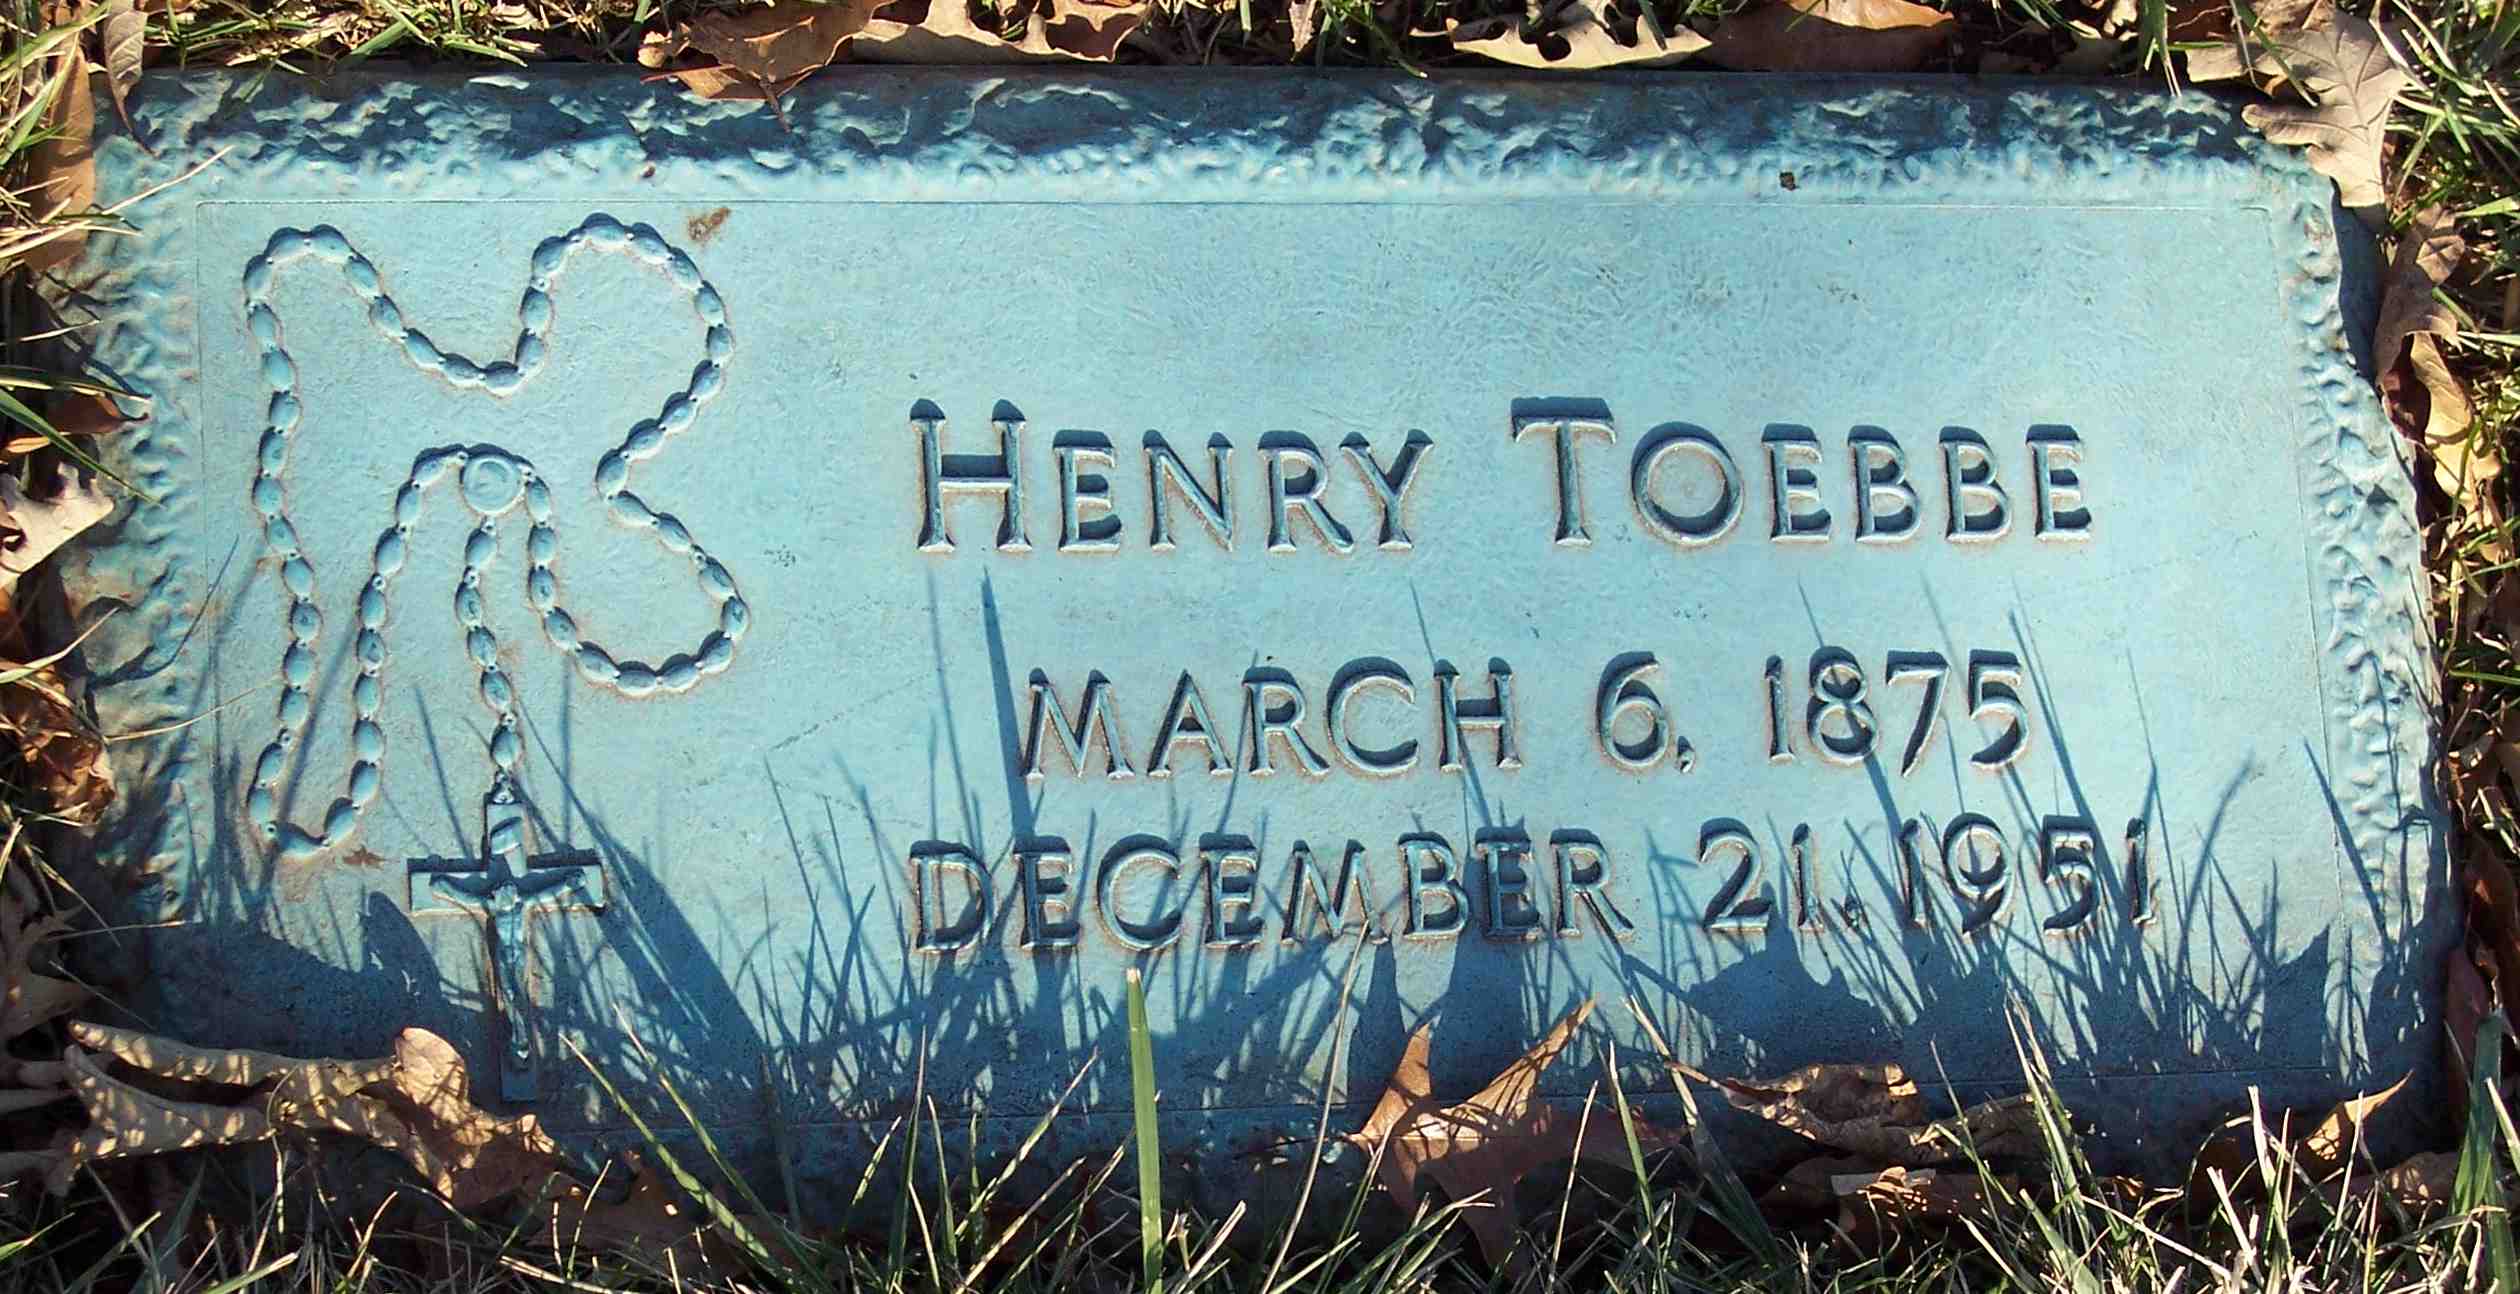 HENRY TOEBBE
MARCH 6, 1875
DECEMBER 21, 1951